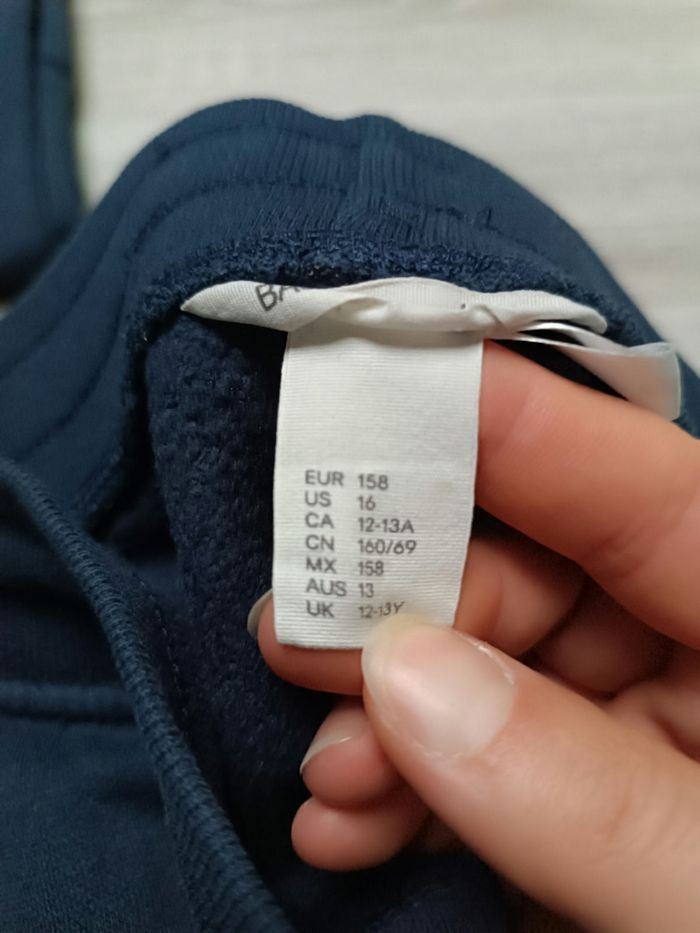 EUR 158
US 16
CA 12-13A
CN 160/69
MX 158
AUS 13
UK 12-13Y